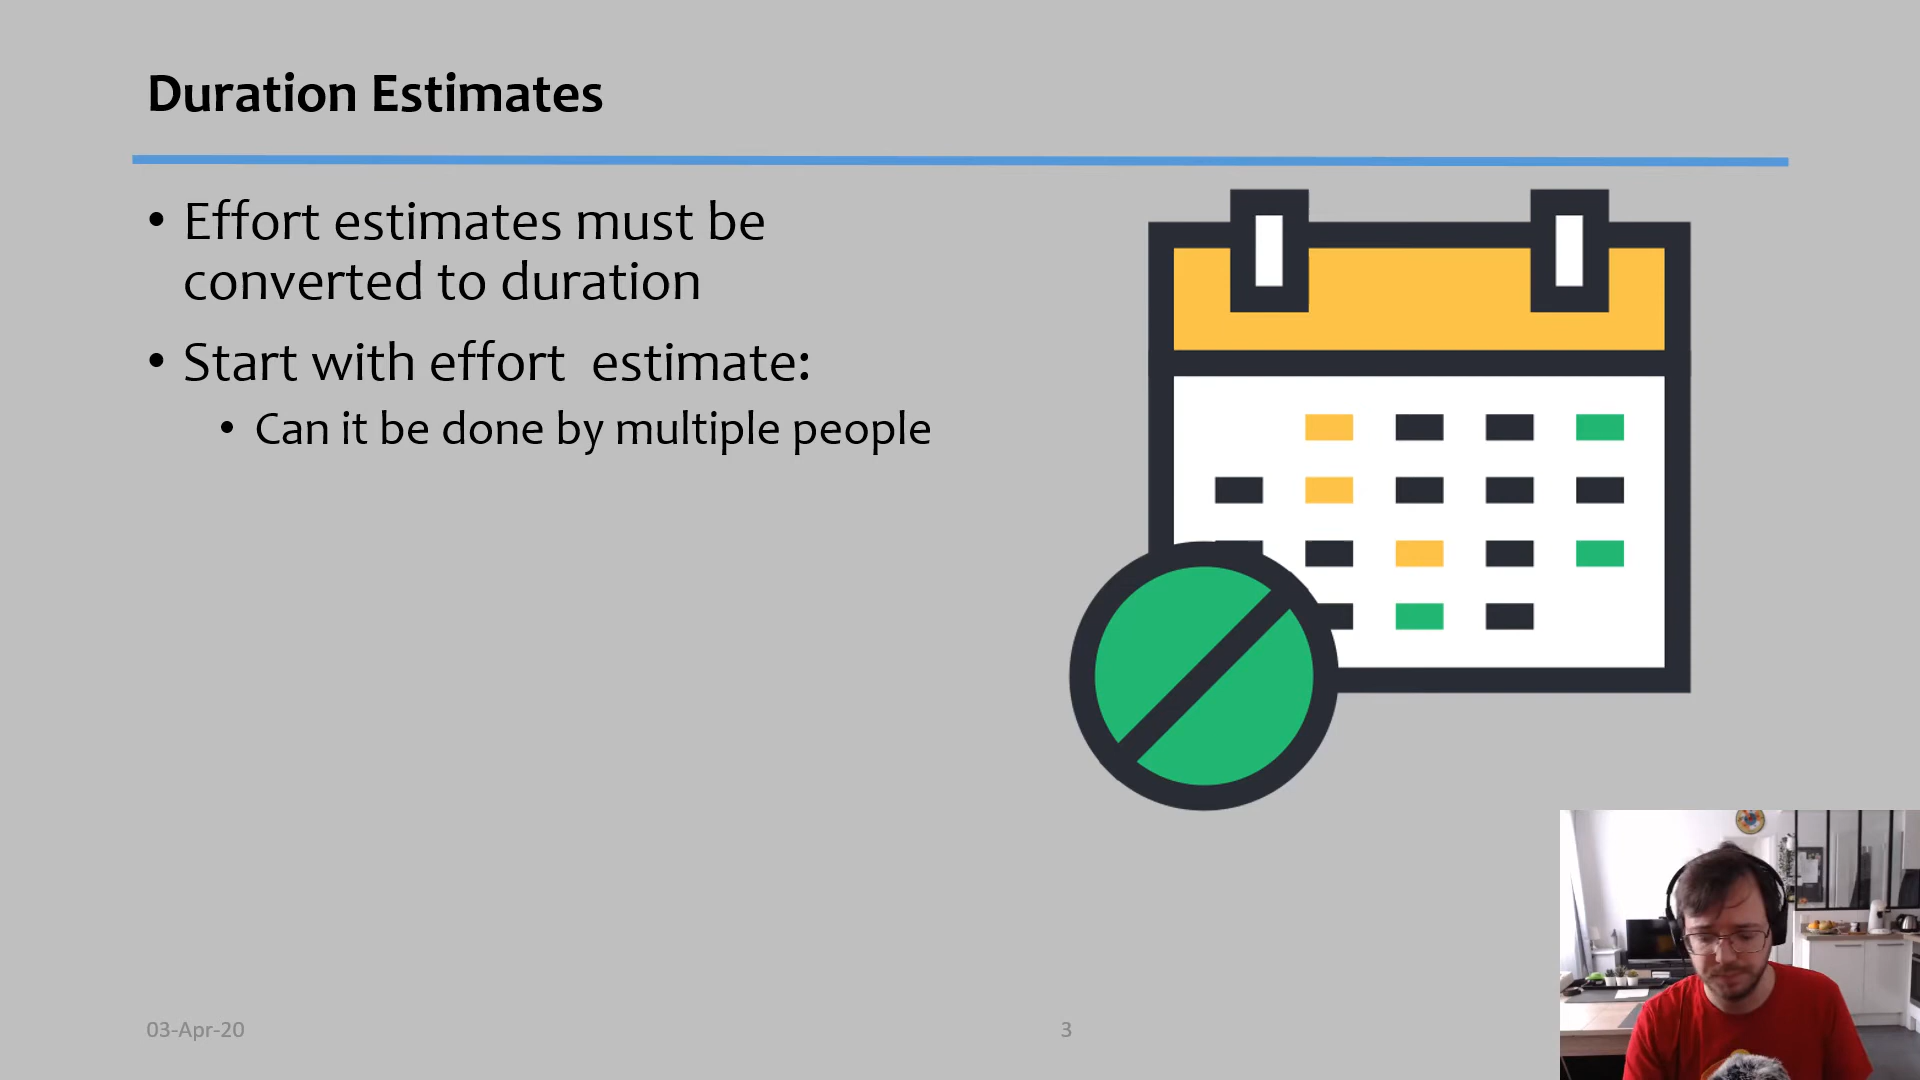 Duration Estimates
• Effort estimates must be
converted to duration
• Start with effort  estimate:
• Can it be done by multiple people
03-Apr-20
3